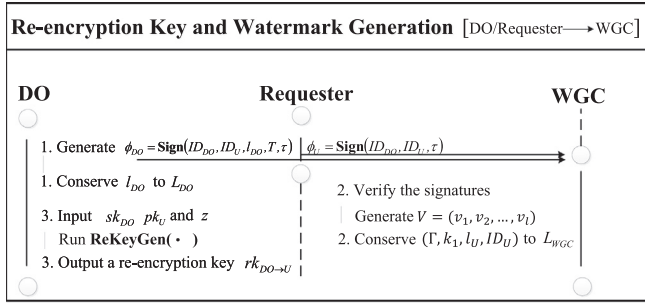 Re-encryption Key and Watermark Generation [DO/Requester⟶WGC]
DO
Requester
WGC
1. Generate ϕ_DO = Sign(ID_DO, ID_U, l_DO, T, τ)
ϕ_U = Sign(ID_DO, ID_U, τ)
1. Conserve l_DO to L_DO
3. Input sk_DO pk_U and z
Run ReKeyGen( · )
3. Output a re-encryption key rk_DO→U
2. Verify the signatures
Generate V = (v_1, v_2, …, v_l)
2. Conserve (Γ, k_1, l_U, ID_U) to L_WGC